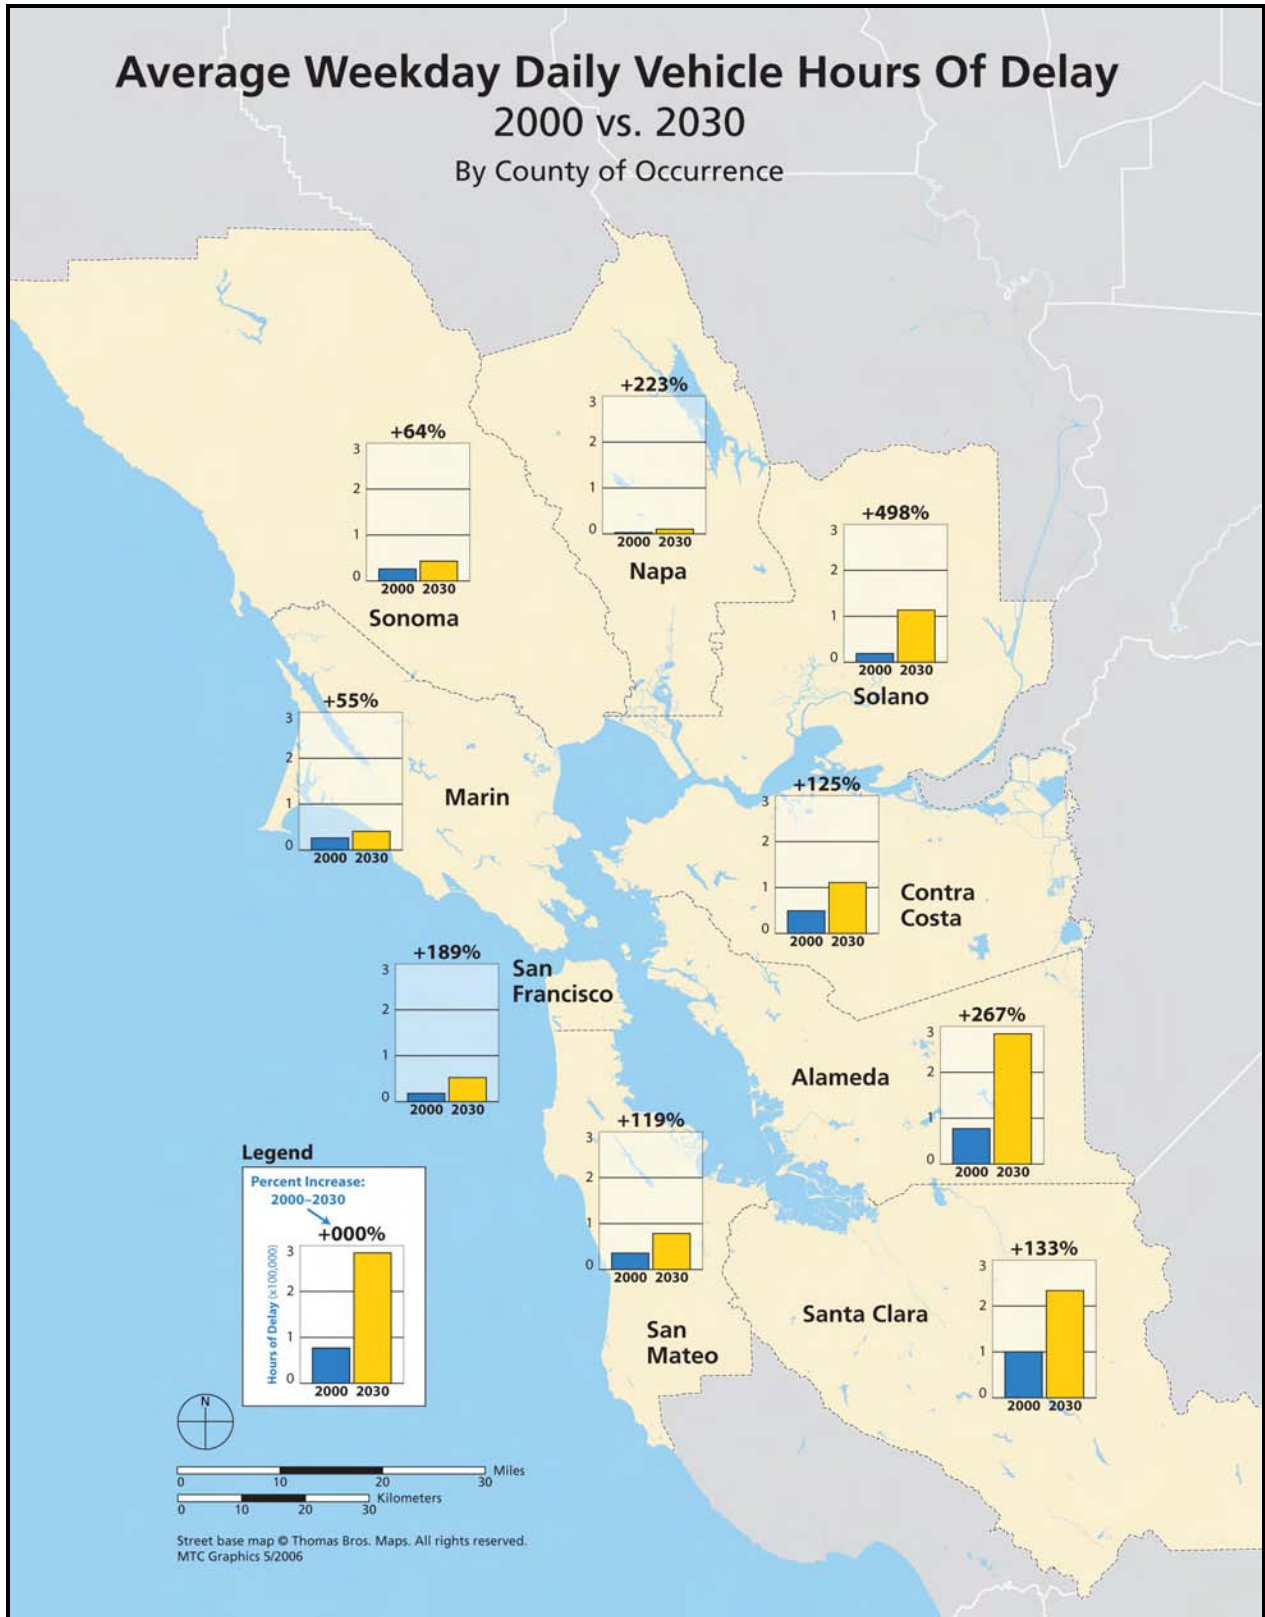 Average Weekday Daily Vehicle Hours Of Delay
2000 vs. 2030
By County of Occurrence
+223%
3
2
1
0
2000 2030
Napa
+64%
3
2
1
0
2000 2030
Sonoma
+498%
3
2
1
0
2000 2030
Solano
+55%
3
2
1
0
2000 2030
Marin
+125%
3
2
1
0
2000 2030
Contra
Costa
+189%
3
2
1
0
2000 2030
San
Francisco
+267%
3
2
1
0
2000 2030
Alameda
+119%
3
2
1
0
2000 2030
San
Mateo
+133%
3
2
1
0
2000 2030
Santa Clara
Legend
Percent Increase:
2000–2030
+000%
Hours of Delay (x100,000)
3
2
1
0
2000 2030
N
0 10 20 30 Miles
0 10 20 30 Kilometers
Street base map © Thomas Bros. Maps. All rights reserved.
MTC Graphics 5/2006